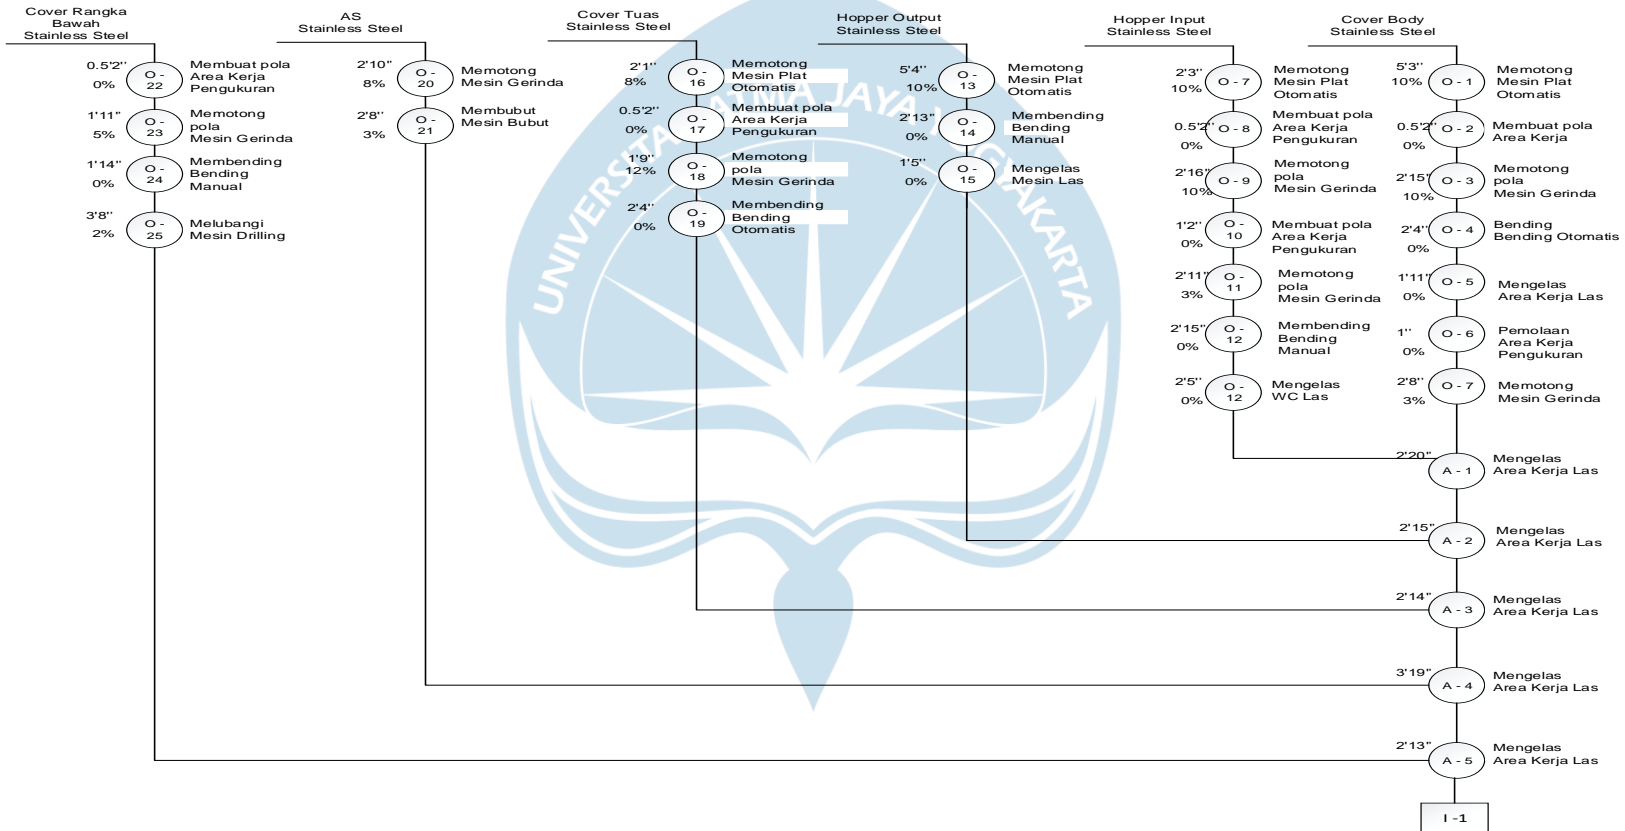 Cover Rangka
Bawah
Stainless Steel
0.5'2''
0%
O -
22
Membuat pola
Area Kerja
Pengukuran
1'11"
5%
O -
23
Memotong
pola
Mesin Gerinda
1'14"
0%
O -
24
Membending
Bending
Manual
3'8''
2%
O -
25
Melubangi
Mesin Drilling
AS
Stainless Steel
2'10"
8%
O -
20
Memotong
Mesin Gerinda
2'8''
3%
O -
21
Membubut
Mesin Bubut
Cover Tuas
Stainless Steel
2'1''
8%
O -
16
Memotong
Mesin Plat
Otomatis
0.5'2''
0%
O -
17
Membuat pola
Area Kerja
Pengukuran
1'9''
12%
O -
18
Memotong
pola
Mesin Gerinda
2'4''
0%
O -
19
Membending
Bending
Otomatis
Hopper Output
Stainless Steel
5'4''
10%
O -
13
Memotong
Mesin Plat
Otomatis
2'13"
0%
O -
14
Membending
Bending
Manual
1'5''
0%
O -
15
Mengelas
Mesin Las
Hopper Input
Stainless Steel
2'3''
10%
O - 7
Memotong
Mesin Plat
Otomatis
0.5'2''
0%
O - 8
Membuat pola
Area Kerja
Pengukuran
2'16"
10%
O - 9
Memotong
pola
Mesin Gerinda
1'2''
0%
O -
10
Membuat pola
Area Kerja
Pengukuran
2'11"
3%
O -
11
Memotong
pola
Mesin Gerinda
2'15"
0%
O -
12
Membending
Bending
Manual
2'5''
0%
O -
12
Mengelas
WC Las
Cover Body
Stainless Steel
5'3''
10%
O - 1
Memotong
Mesin Plat
Otomatis
0.5'2''
0%
O - 2
Membuat pola
Area Kerja
2'15"
10%
O - 3
Memotong
pola
Mesin Gerinda
2'4''
0%
O - 4
Bending
Bending Otomatis
1'11"
0%
O - 5
Mengelas
Area Kerja Las
1''
0%
O - 6
Pemolaan
Area Kerja
Pengukuran
2'8''
3%
O - 7
Memotong
Mesin Gerinda
2'20"
A - 1
Mengelas
Area Kerja Las
2'15"
A - 2
Mengelas
Area Kerja Las
2'14"
A - 3
Mengelas
Area Kerja Las
3'19"
A - 4
Mengelas
Area Kerja Las
2'13"
A - 5
Mengelas
Area Kerja Las
I -1
UNIVERSITAS ATMA JAYA YOGYAKARTA